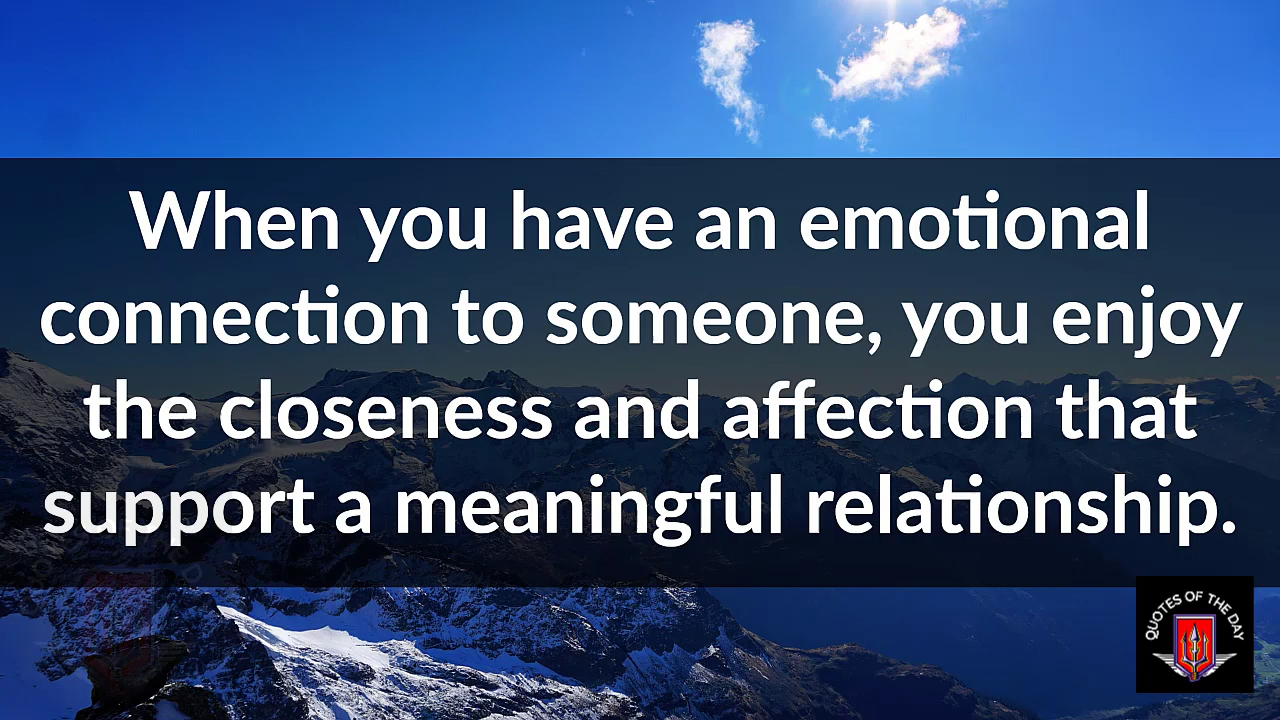 When you have an emotional
connection to someone, you enjoy
the closeness and affection that
support a meaningful relationship.
QUOTES OF THE DAY